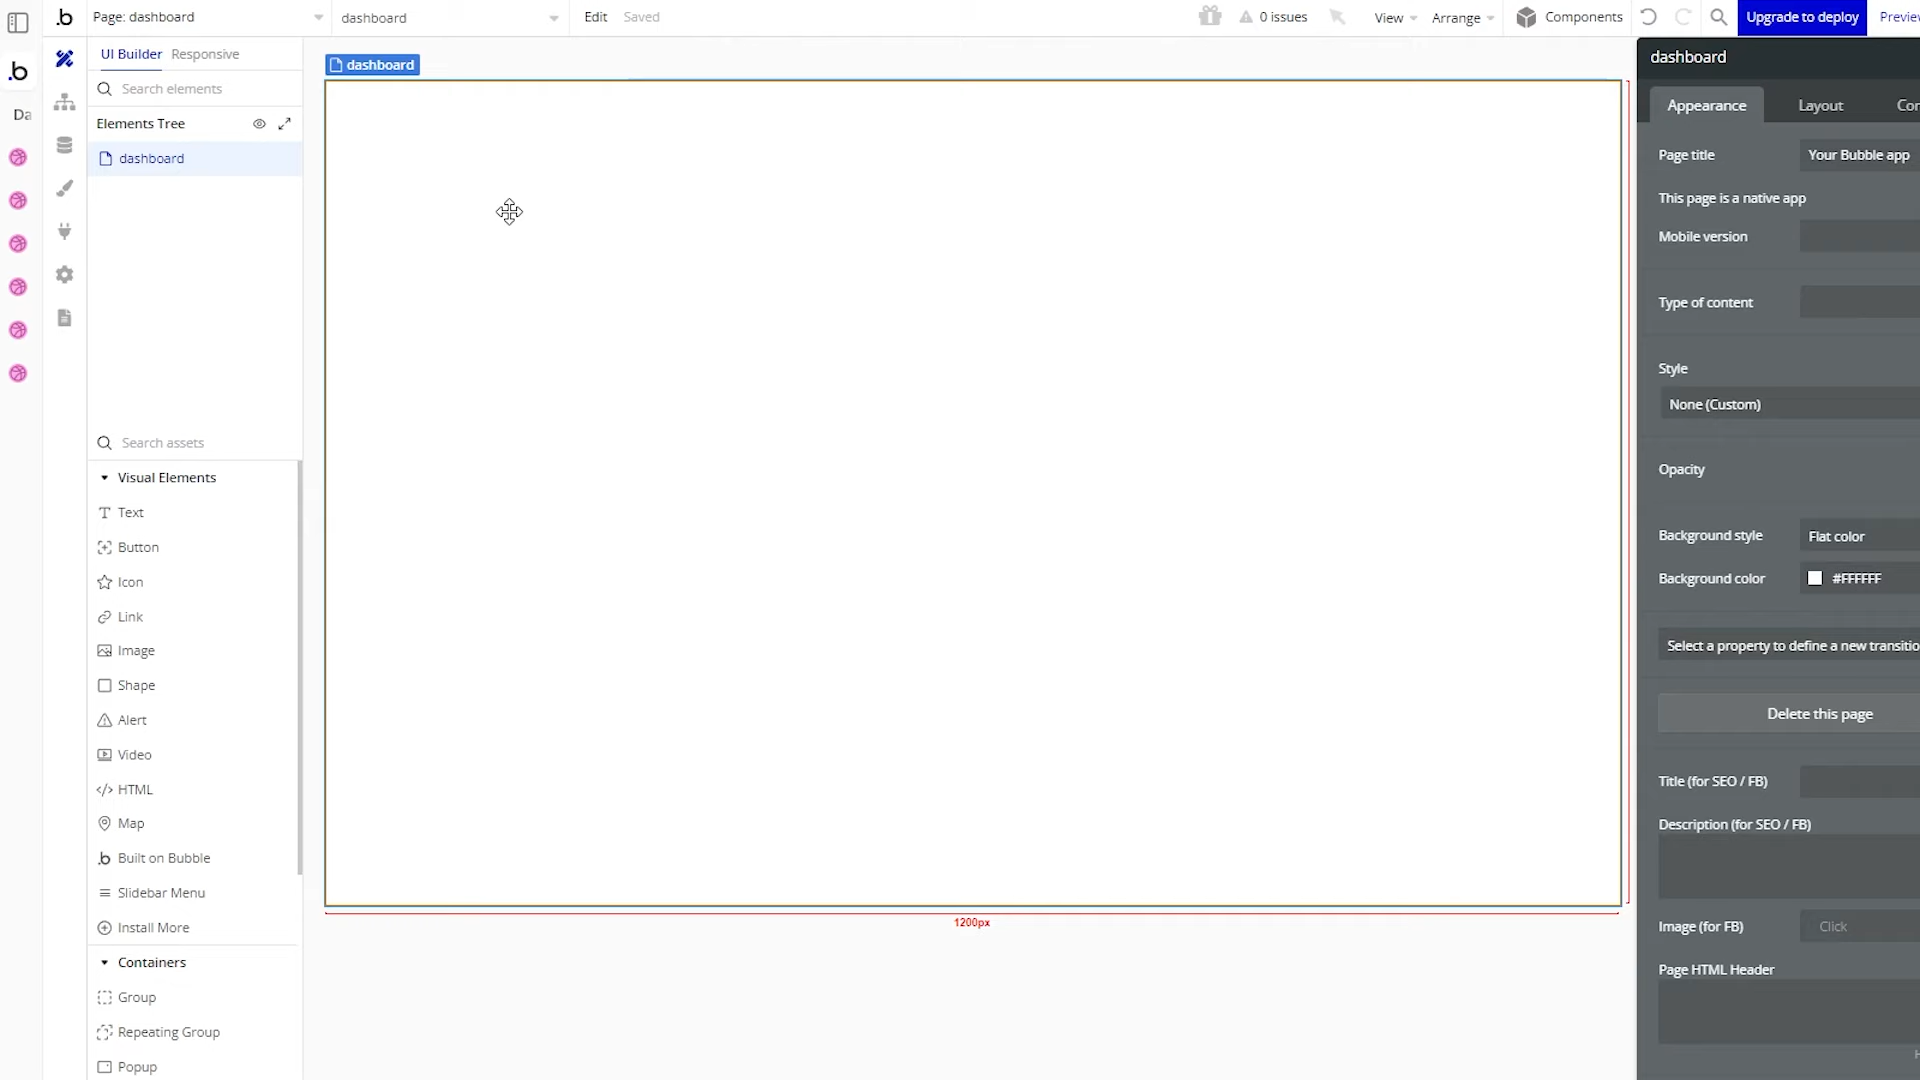 Page: dashboard
dashboard
Edit
Saved
0 issues
View
Arrange
Components
Upgrade to deploy
Preview
UI Builder
Responsive
Search elements
Elements Tree
dashboard
Da
Search assets
Visual Elements
Text
Button
Icon
Link
Image
Shape
Alert
Video
HTML
Map
Built on Bubble
Slidebar Menu
Install More
Containers
Group
Repeating Group
Popup
dashboard
1200px
dashboard
Appearance
Layout
Con
Page title
Your Bubble app
This page is a native app
Mobile version
Type of content
Style
None (Custom)
Opacity
Background style
Flat color
Background color
#FFFFFF
Select a property to define a new transitio
Delete this page
Title (for SEO / FB)
Description (for SEO / FB)
Image (for FB)
Click
Page HTML Header